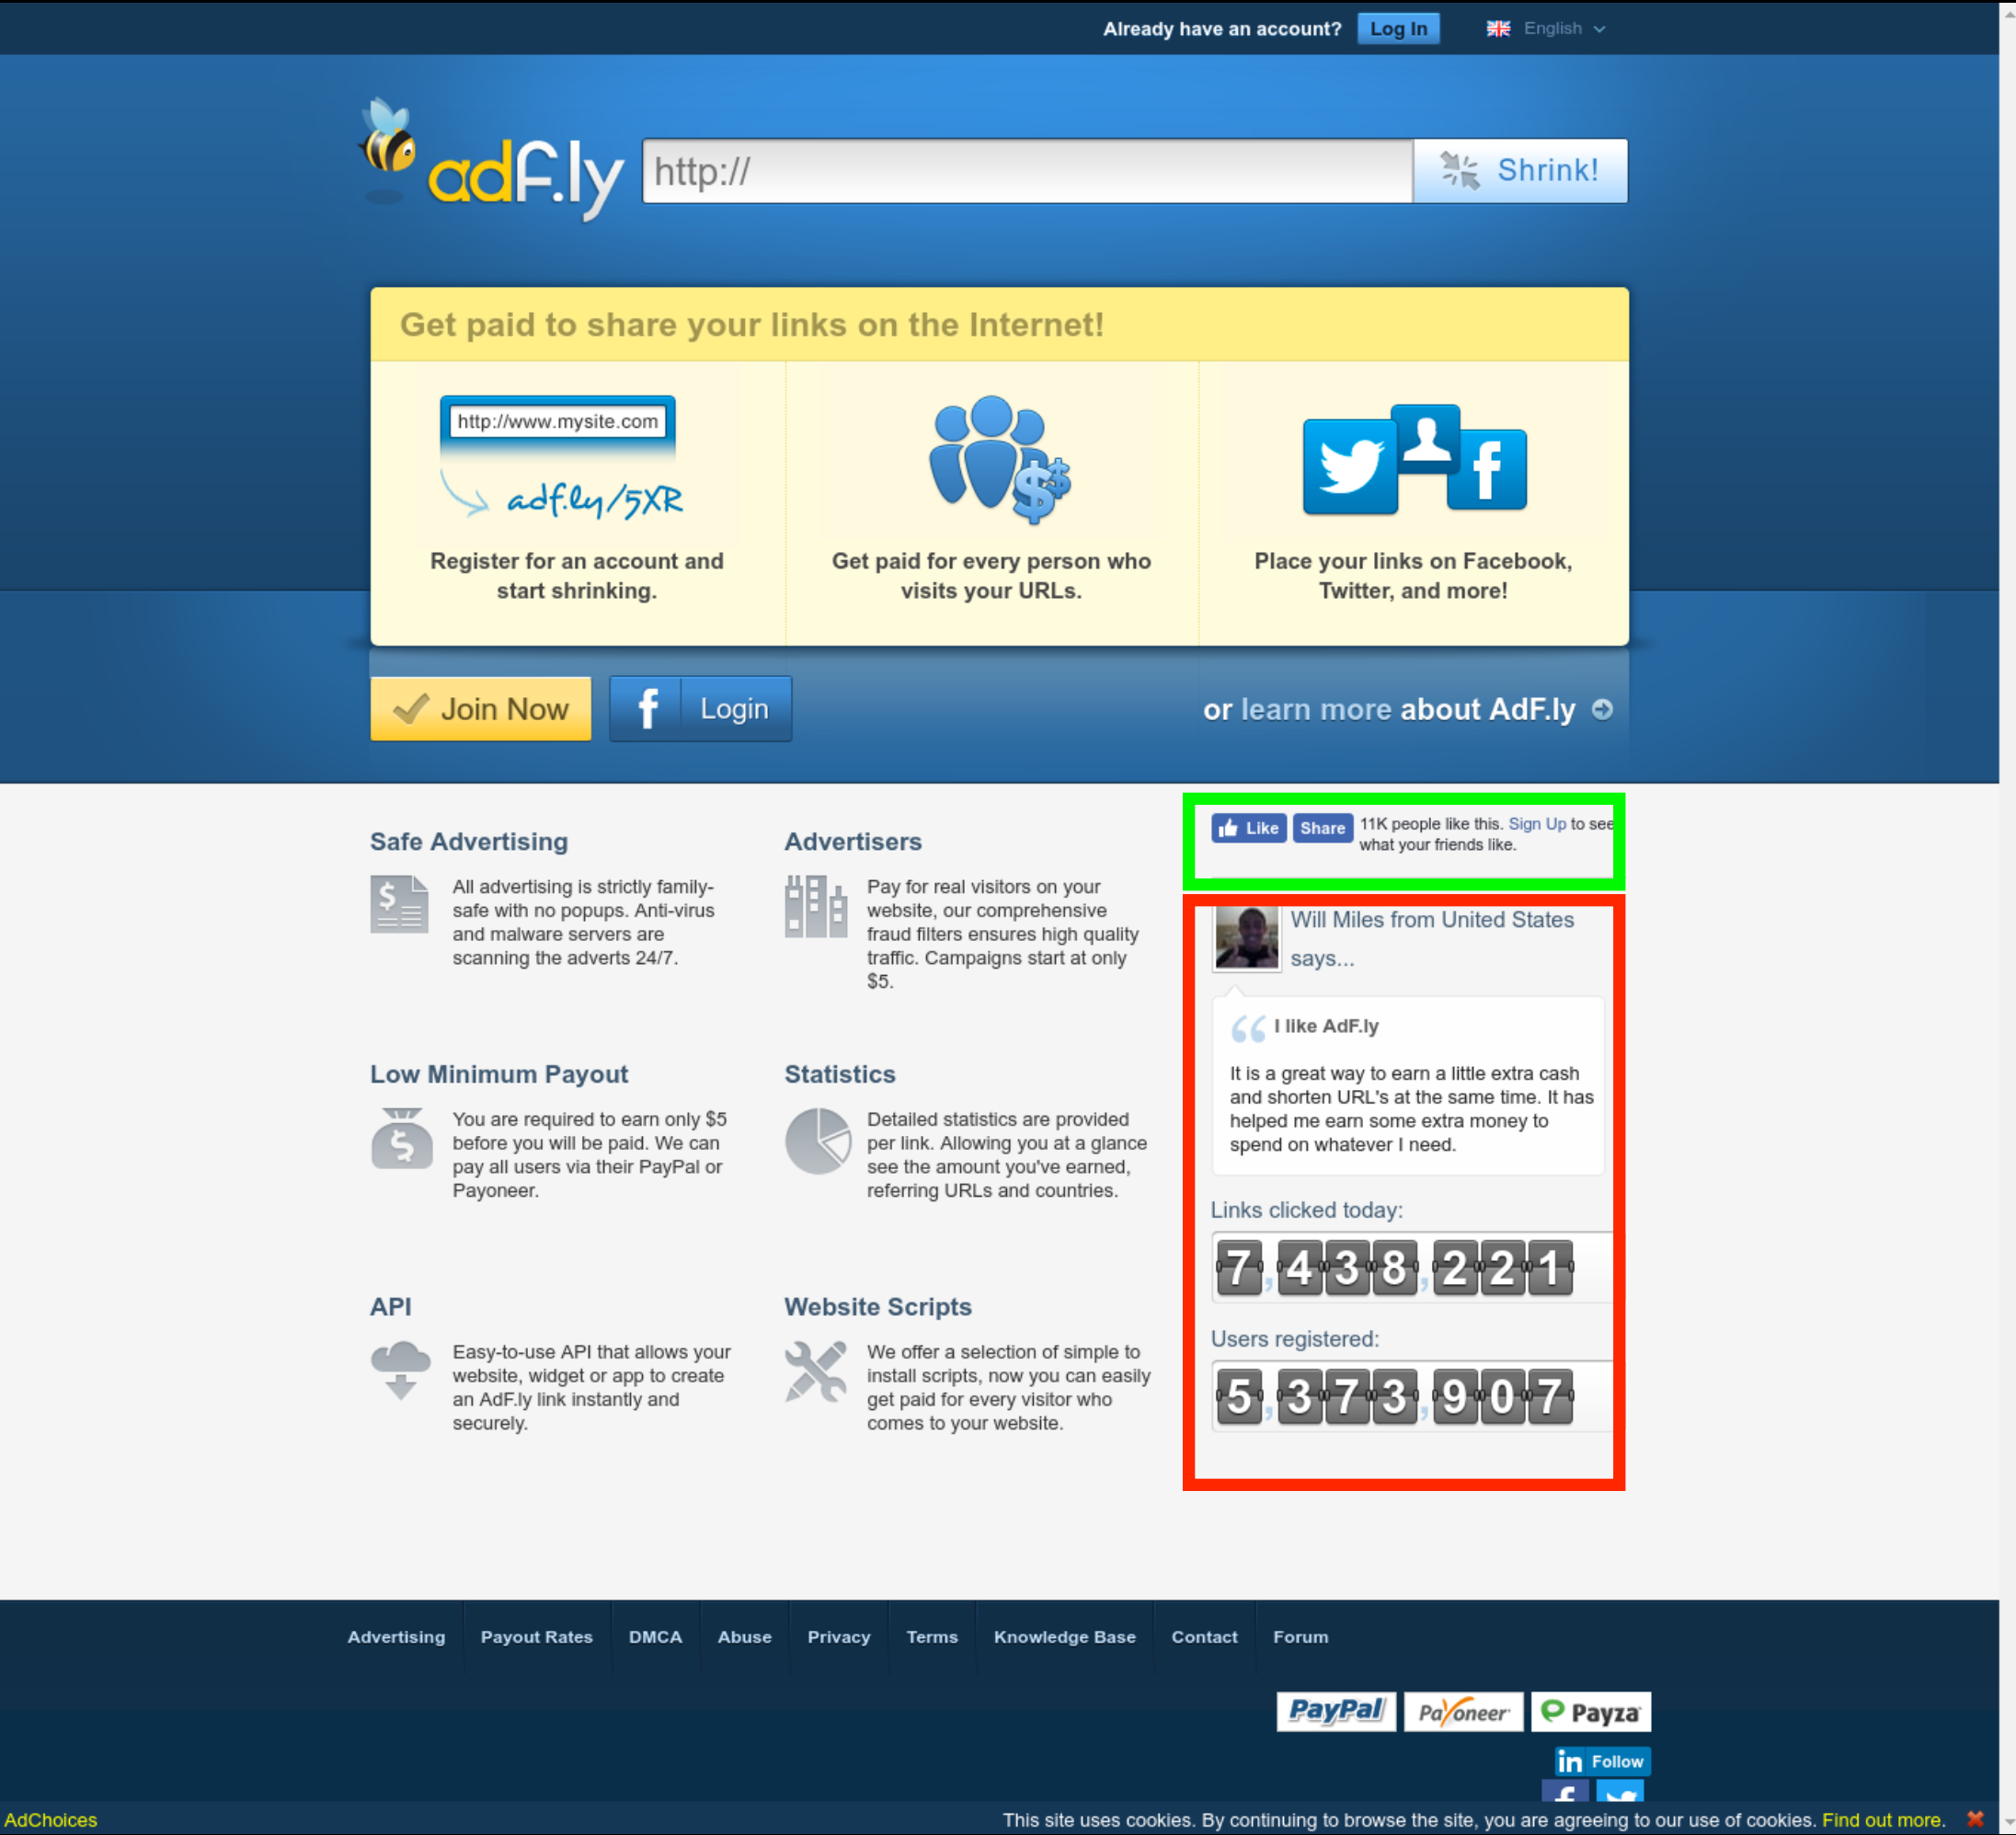 Already have an account? Log In English
adf.ly http:// Shrink!
Get paid to share your links on the Internet!
http://www.mysite.com
adf.ly/5XR
Register for an account and
start shrinking.
Get paid for every person who
visits your URLs.
Place your links on Facebook,
Twitter, and more!
Join Now f Login or learn more about AdF.ly
Safe Advertising
All advertising is strictly family-
safe with no popups. Anti-virus
and malware servers are
scanning the adverts 24/7.
Advertisers
Pay for real visitors on your
website, our comprehensive
fraud filters ensures high quality
traffic. Campaigns start at only
$5.
Like Share 11K people like this. Sign Up to see
what your friends like.
Will Miles from United States
says...
I like AdF.ly
It is a great way to earn a little extra cash
and shorten URL's at the same time. It has
helped me earn some extra money to
spend on whatever I need.
Low Minimum Payout
You are required to earn only $5
before you will be paid. We can
pay all users via their PayPal or
Payoneer.
Statistics
Detailed statistics are provided
per link. Allowing you at a glance
see the amount you've earned,
referring URLs and countries.
Links clicked today:
7,438,221
Users registered:
5,373,907
API
Easy-to-use API that allows your
website, widget or app to create
an AdF.ly link instantly and
securely.
Website Scripts
We offer a selection of simple to
install scripts, now you can easily
get paid for every visitor who
comes to your website.
Advertising Payout Rates DMCA Abuse Privacy Terms Knowledge Base Contact Forum
PayPal Payoneer Payza
in Follow
AdChoices This site uses cookies. By continuing to browse the site, you are agreeing to our use of cookies. Find out more.